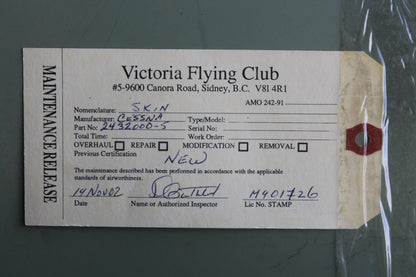 Victoria Flying Club
#5-9600 Canora Road, Sidney, B.C. V8l 4R1
AMO 242-91
MAINTENANCE RELEASE
Nomenclature: SKIN
Manufacturer: CESSNA Type/Model:
Part No: 2432000-5 Serial No:
Total Time: Work Order:
OVERHAUL REPAIR MODIFICATION REMOVAL
Previous Certification NEW
The maintenance described has been performed in accordance with the applicable
standards of airworthiness.
14 Nov 02 M401726
Date Name or Authorized Inspector Lic No. STAMP